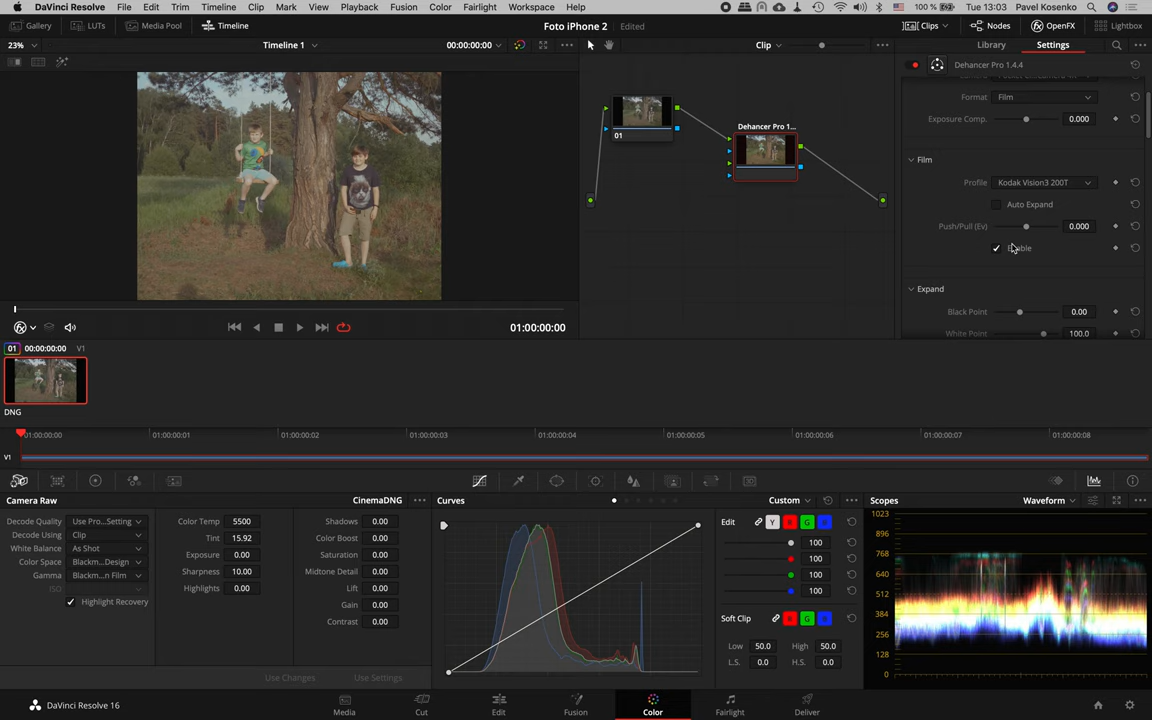 DaVinci Resolve File Edit Trim Timeline Clip Mark View Playback Fusion Color Fairlight Workspace Help 100 % Tue 13:03 Pavel Kosenko
Gallery LUTs Media Pool Timeline Foto iPhone 2 Edited Clips Nodes OpenFX Lightbox
23% Timeline 1 00:00:00:00 Clip Library Settings
Dehancer Pro 1.4.4
Format Film
Exposure Comp. 0.000
01
Dehancer Pro 1...
Film
Profile Kodak Vision3 200T
Auto Expand
Push/Pull (Ev) 0.000
Expand
Black Point 0.00
White Point 100.0
01:00:00:00
01 00:00:00:00 V1
DNG
01:00:00:00 01:00:00:01 01:00:00:02 01:00:00:03 01:00:00:04 01:00:00:05 01:00:00:06 01:00:00:07 01:00:00:08
V1
Camera Raw CinemaDNG Curves Custom Scopes Waveform
Decode Quality Use Pro...Setting Color Temp 5500 Shadows 0.00 Edit Y R G B 1023
Decode Using Clip Tint 15.92 Color Boost 0.00 100 896
White Balance As Shot Exposure 0.00 Saturation 0.00 100 768
Color Space Blackm...Design Sharpness 10.00 Midtone Detail 0.00 100 640
Gamma Blackm...n Film Highlights 0.00 Lift 0.00 100 512
ISO Gain 0.00 384
Highlight Recovery Contrast 0.00 Soft Clip R G B 256
Low 50.0 High 50.0 128
L.S. 0.0 H.S. 0.0 0
Use Changes Use Settings
DaVinci Resolve 16 Media Cut Edit Fusion Color Fairlight Deliver